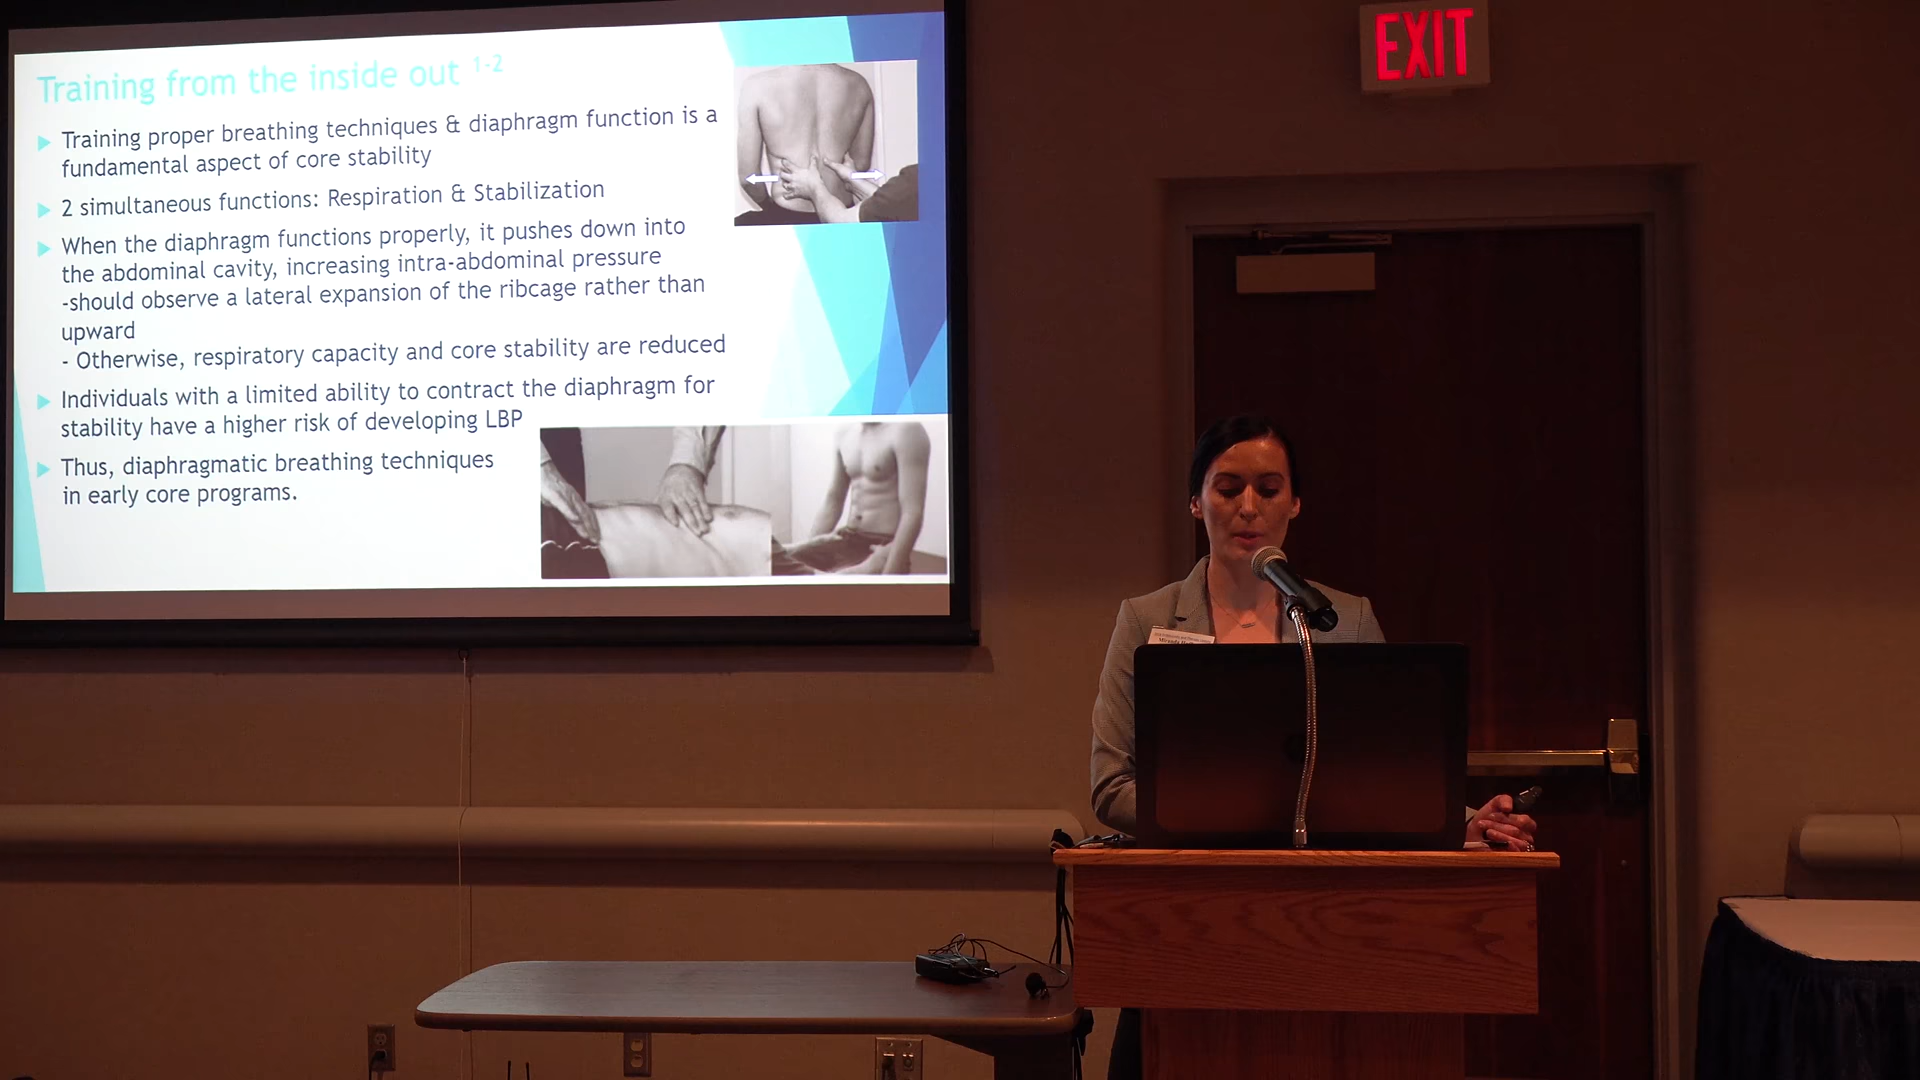 Training from the inside out 1-2
Training proper breathing techniques & diaphragm function is a
fundamental aspect of core stability
2 simultaneous functions: Respiration & Stabilization
When the diaphragm functions properly, it pushes down into
the abdominal cavity, increasing intra-abdominal pressure
-should observe a lateral expansion of the ribcage rather than
upward
- Otherwise, respiratory capacity and core stability are reduced
Individuals with a limited ability to contract the diaphragm for
stability have a higher risk of developing LBP
Thus, diaphragmatic breathing techniques
in early core programs.
EXIT